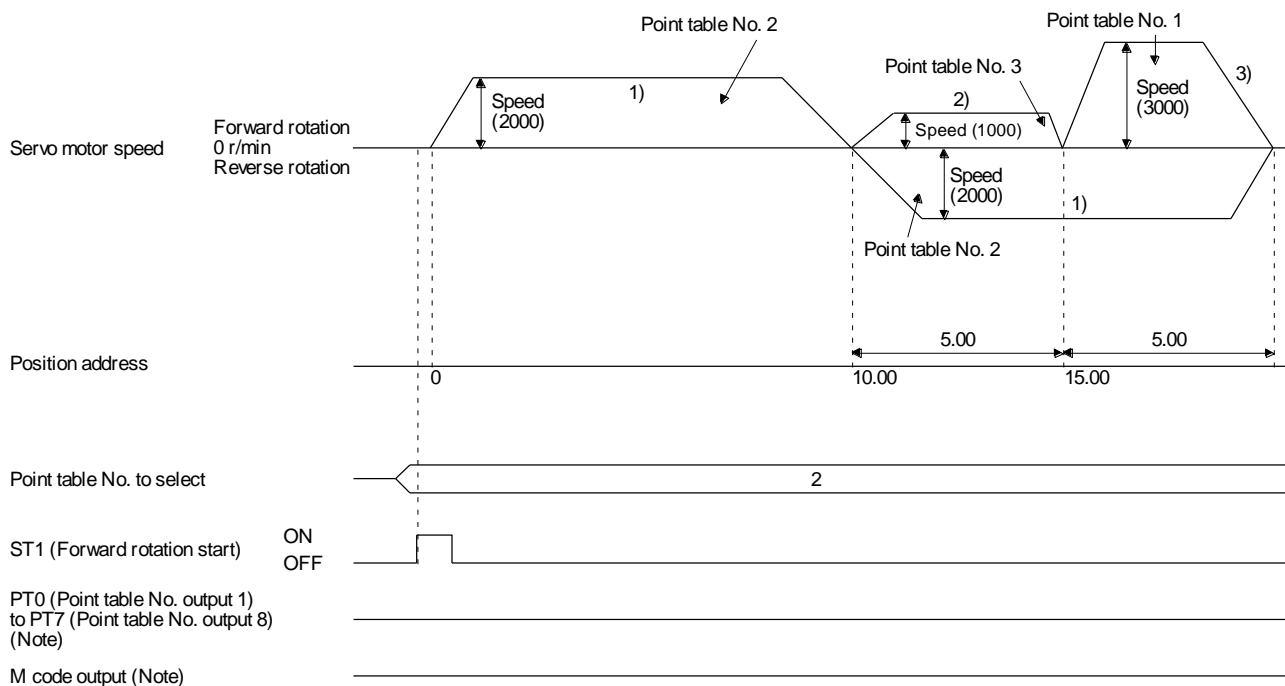 Point table No. 1
Point table No. 2
Point table No. 3
3)
1)
2)
Speed
(2000)
Speed
(3000)
Speed (1000)
Servo motor speed
Forward rotation
0 r/min
Reverse rotation
Speed
(2000)
1)
Point table No. 2
5.00
5.00
Position address
0
10.00
15.00
Point table No. to select
2
ST1 (Forward rotation start)
ON
OFF
PT0 (Point table No. output 1)
to PT7 (Point table No. output 8)
(Note)
M code output (Note)